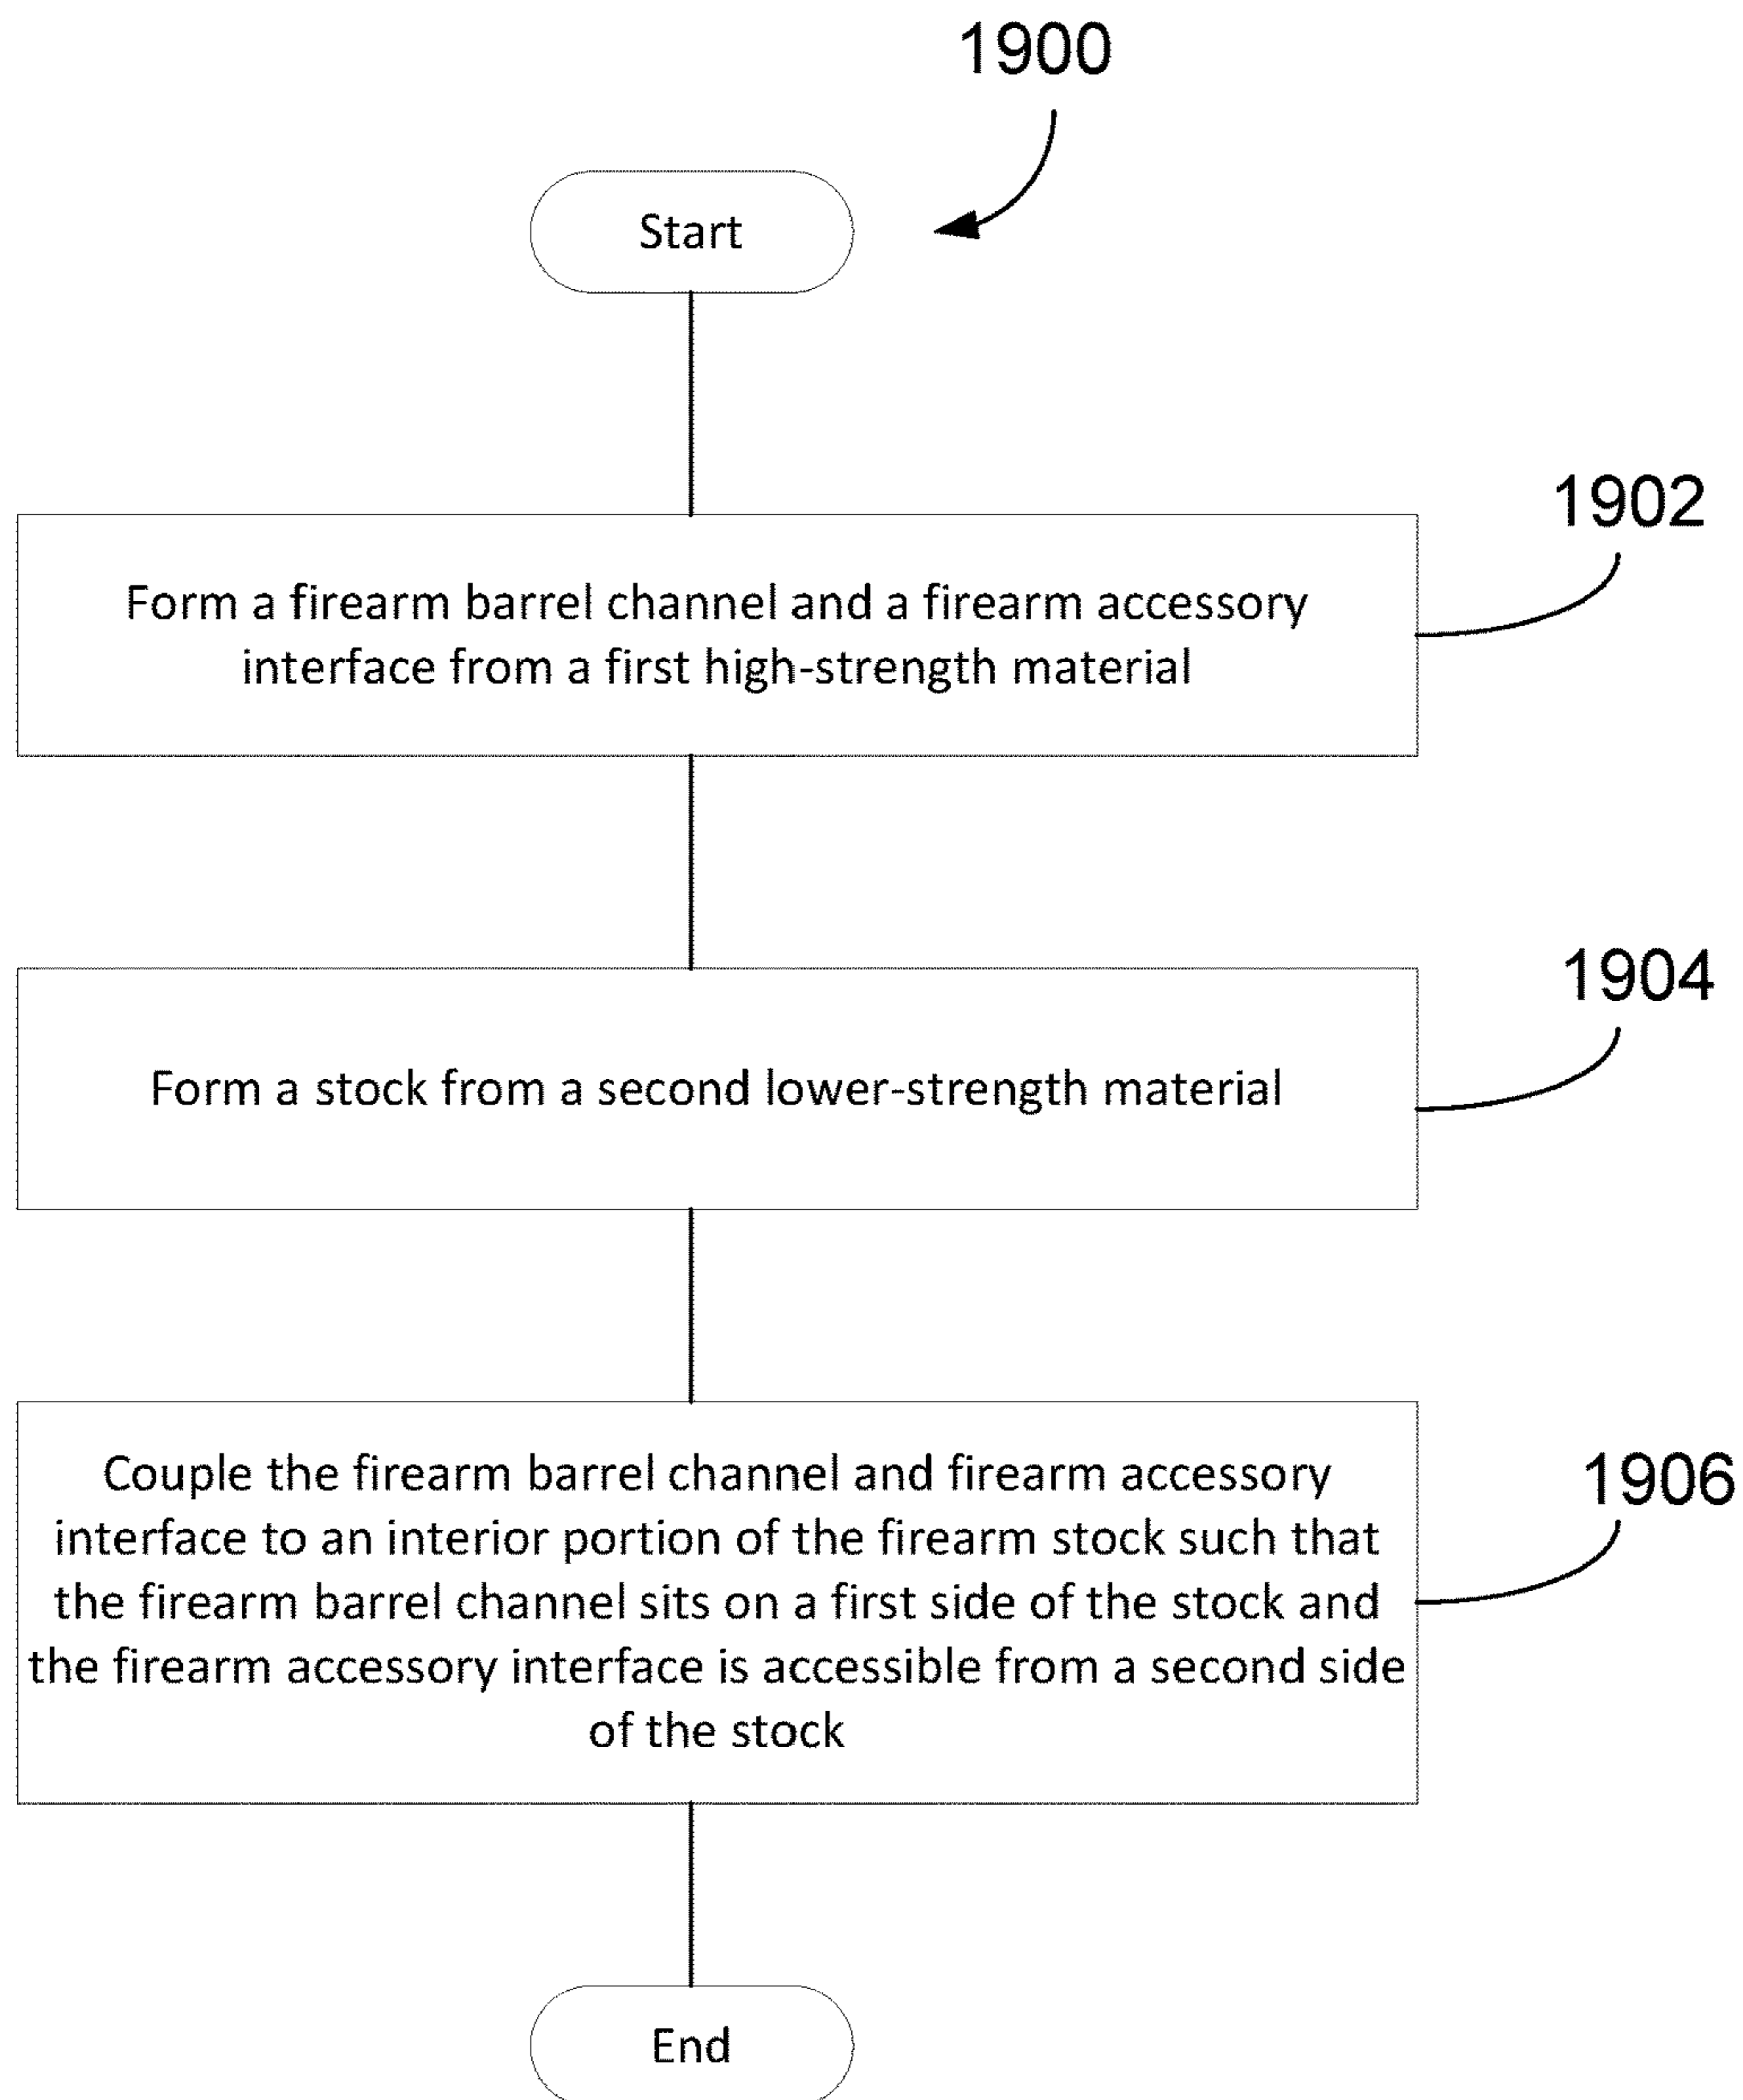 1900
Start
1902
Form a firearm barrel channel and a firearm accessory
interface from a first high-strength material
1904
Form a stock from a second lower-strength material
1906
Couple the firearm barrel channel and firearm accessory
interface to an interior portion of the firearm stock such that
the firearm barrel channel sits on a first side of the stock and
the firearm accessory interface is accessible from a second side
of the stock
End